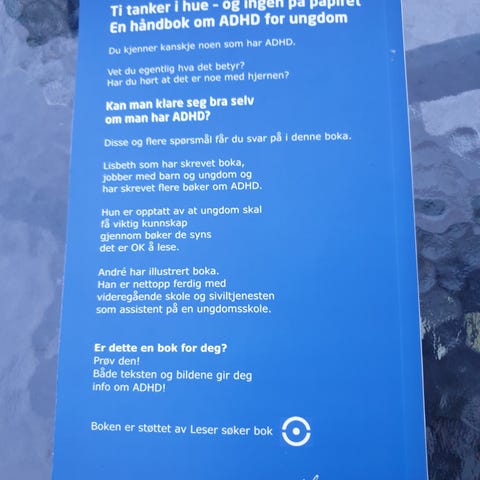 Ti tanker i hue - og ingen på papiret
En håndbok om ADHD for ungdom
Du kjenner kanskje noen som har ADHD.
Vet du egentlig hva det betyr?
Har du hørt at det er noe med hjernen?
Kan man klare seg bra selv
om man har ADHD?
Disse og flere spørsmål får du svar på i denne boka.
Lisbeth som har skrevet boka,
jobber med barn og ungdom og
har skrevet flere bøker om ADHD.
Hun er opptatt av at ungdom skal
få viktig kunnskap
gjennom bøker de syns
det er OK å lese.
André har illustrert boka.
Han er nettopp ferdig med
videregående skole og siviltjenesten
som assistent på en ungdomsskole.
Er dette en bok for deg?
Prøv den!
Både teksten og bildene gir deg
info om ADHD!
Boken er støttet av Leser søker bok